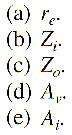 (a) rₑ.
(b) Zᵢ.
(c) Zₒ.
(d) Aᵥ.
(e) Aᵢ.